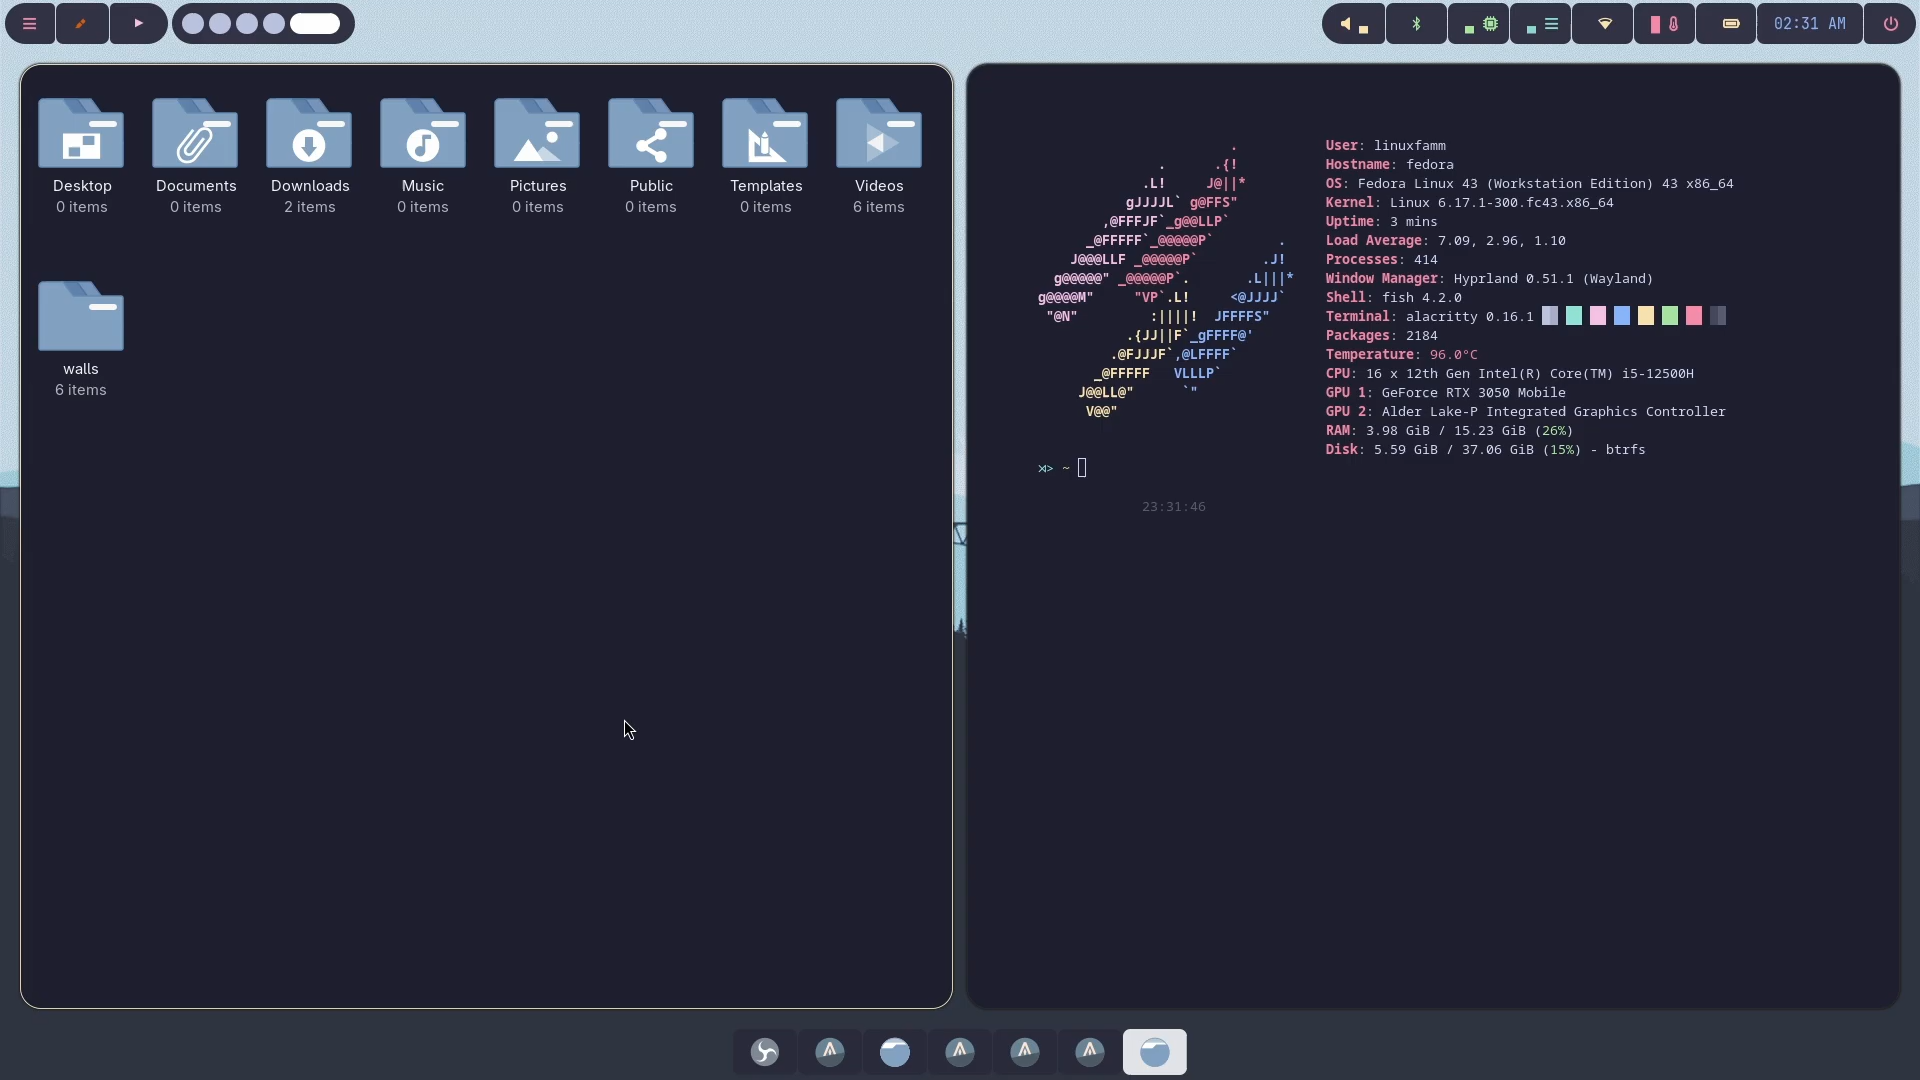 02:31 AM
Desktop
0 items
Documents
0 items
Downloads
2 items
Music
0 items
Pictures
0 items
Public
0 items
Templates
0 items
Videos
6 items
walls
6 items
User: linuxfamm
Hostname: fedora
OS: Fedora Linux 43 (Workstation Edition) 43 x86_64
Kernel: Linux 6.17.1-300.fc43.x86_64
Uptime: 3 mins
Load Average: 7.09, 2.96, 1.10
Processes: 414
Window Manager: Hyprland 0.51.1 (Wayland)
Shell: fish 4.2.0
Terminal: alacritty 0.16.1
Packages: 2184
Temperature: 96.0°C
CPU: 16 x 12th Gen Intel(R) Core(TM) i5-12500H
GPU 1: GeForce RTX 3050 Mobile
GPU 2: Alder Lake-P Integrated Graphics Controller
RAM: 3.98 GiB / 15.23 GiB (26%)
Disk: 5.59 GiB / 37.06 GiB (15%) - btrfs
~
23:31:46